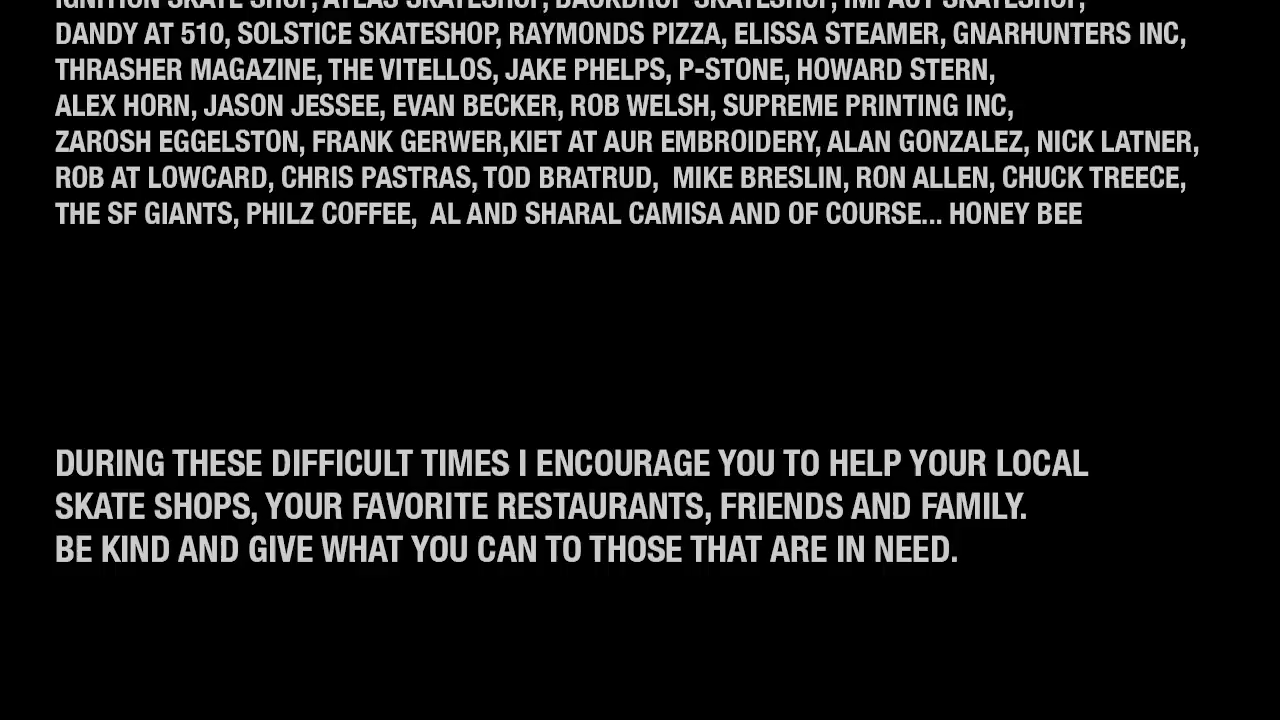 IGNITION SKATE SHOP, ATLAS SKATESHOP, BACKDROP SKATESHOP, IMPACT SKATESHOP,
DANDY AT 510, SOLSTICE SKATESHOP, RAYMONDS PIZZA, ELISSA STEAMER, GNARHUNTERS INC,
THRASHER MAGAZINE, THE VITELLOS, JAKE PHELPS, P-STONE, HOWARD STERN,
ALEX HORN, JASON JESSEE, EVAN BECKER, ROB WELSH, SUPREME PRINTING INC,
ZAROSH EGGELSTON, FRANK GERWER,KIET AT AUR EMBROIDERY, ALAN GONZALEZ, NICK LATNER,
ROB AT LOWCARD, CHRIS PASTRAS, TOD BRATRUD,  MIKE BRESLIN, RON ALLEN, CHUCK TREECE,
THE SF GIANTS, PHILZ COFFEE,  AL AND SHARAL CAMISA AND OF COURSE... HONEY BEE
DURING THESE DIFFICULT TIMES I ENCOURAGE YOU TO HELP YOUR LOCAL
SKATE SHOPS, YOUR FAVORITE RESTAURANTS, FRIENDS AND FAMILY.
BE KIND AND GIVE WHAT YOU CAN TO THOSE THAT ARE IN NEED.